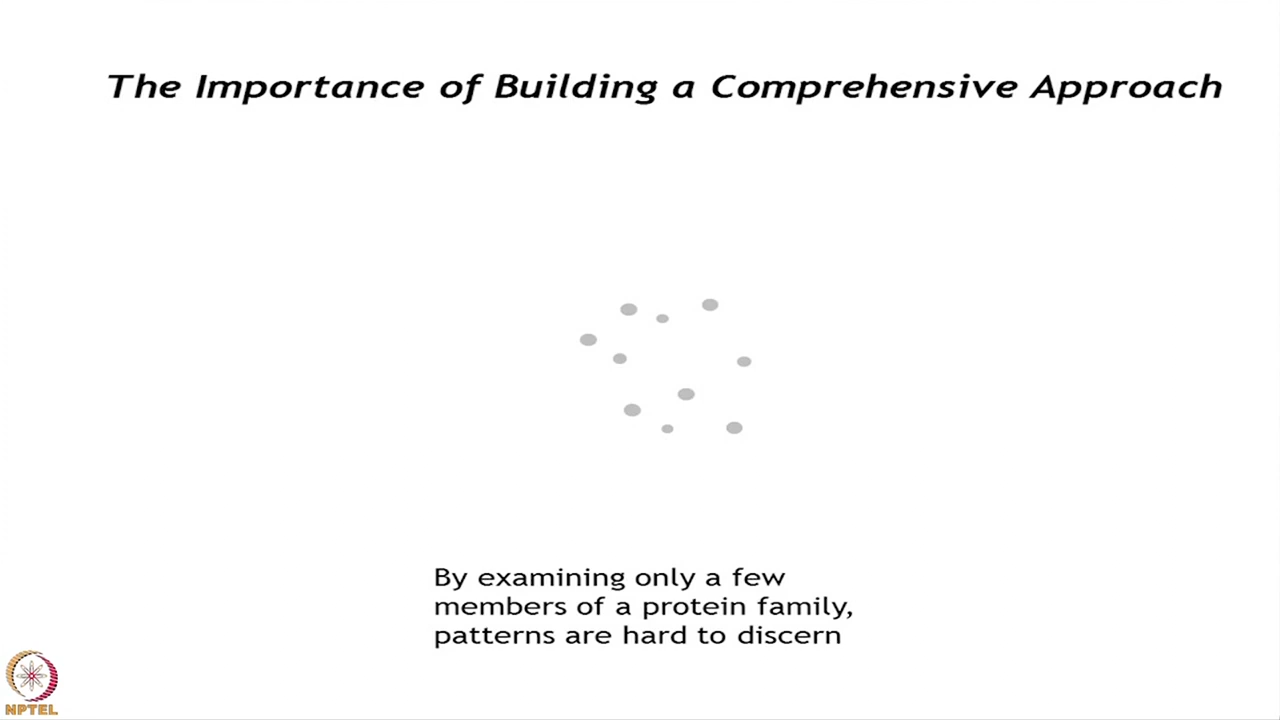 The Importance of Building a Comprehensive Approach
By examining only a few
members of a protein family,
patterns are hard to discern
NPTEL